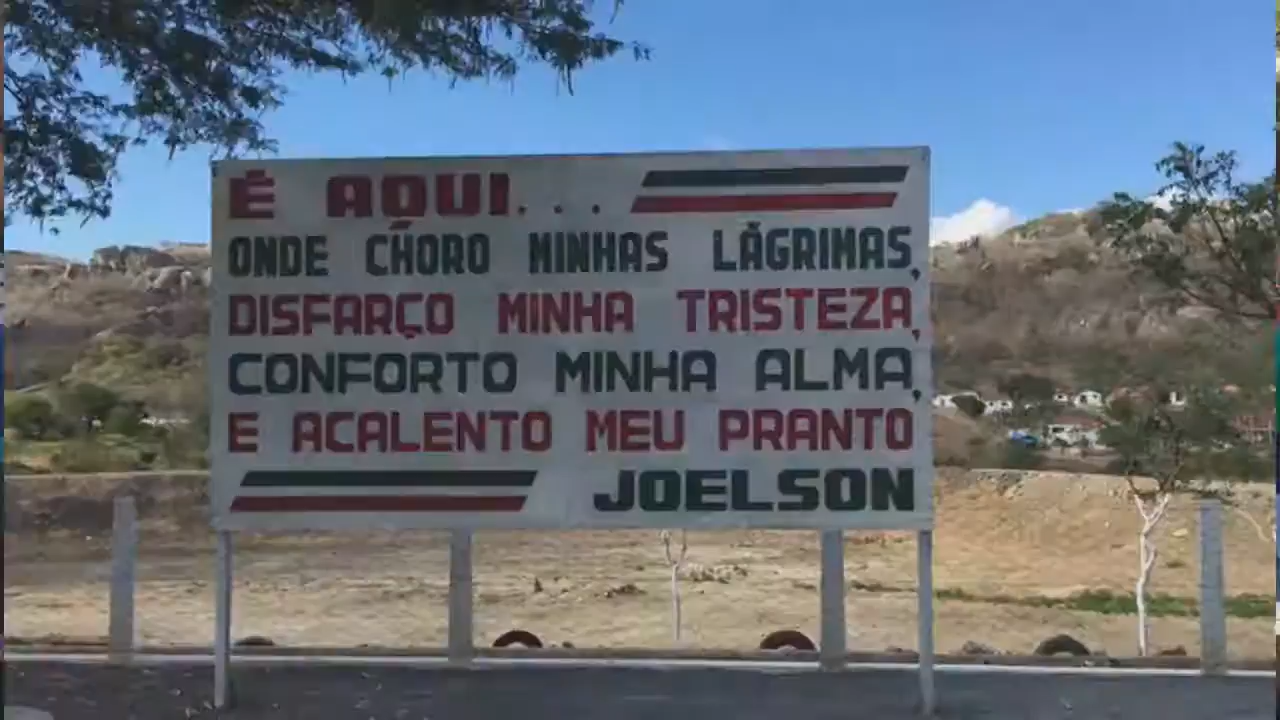 É AQUI...
ONDE CHORO MINHAS LÁGRIMAS,
DISFARÇO MINHA TRISTEZA,
CONFORTO MINHA ALMA,
E ACALENTO MEU PRANTO
JOELSON